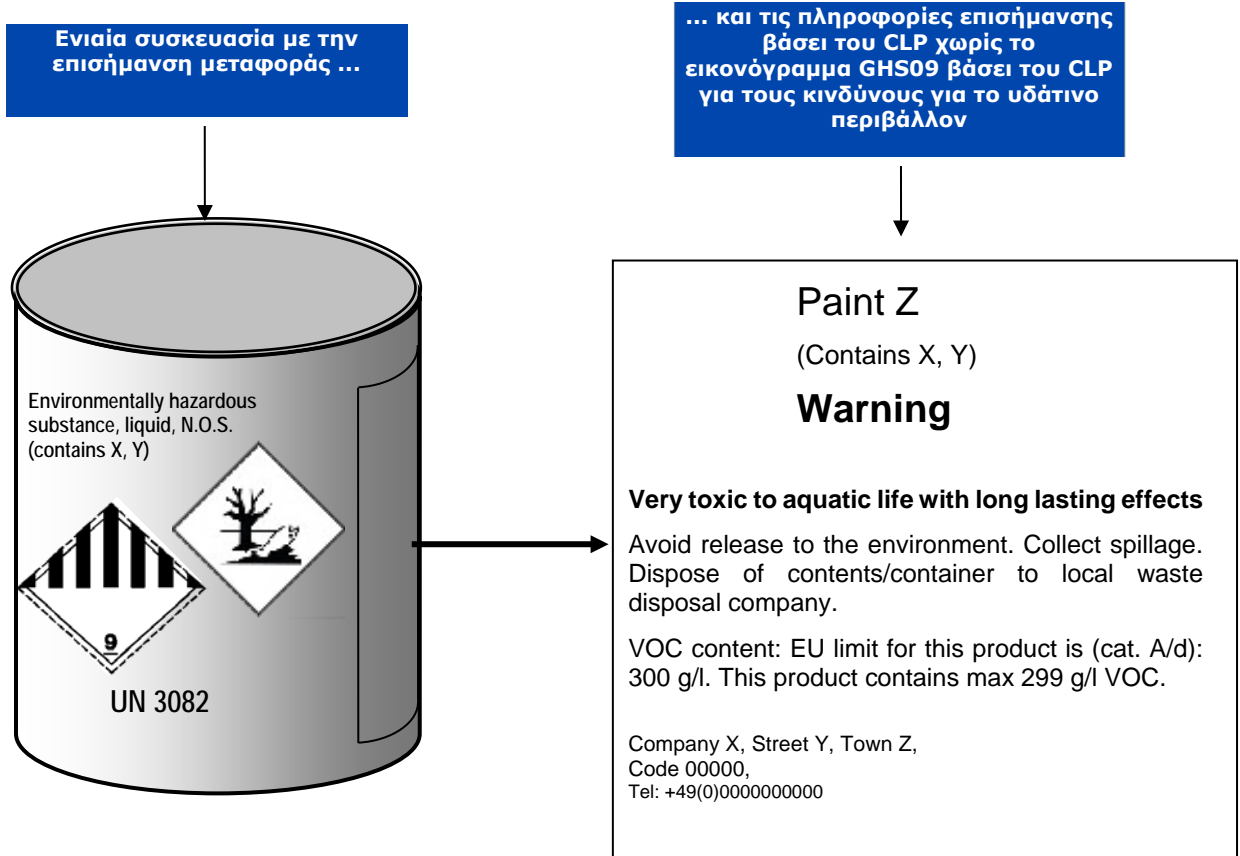 Ενιαία συσκευασία με την
επισήμανση μεταφοράς ...
... και τις πληροφορίες επισήμανσης
βάσει του CLP χωρίς το
εικονόγραμμα GHS09 βάσει του CLP
για τους κινδύνους για το υδάτινο
περιβάλλον
Environmentally hazardous
substance, liquid, N.O.S.
(contains X, Y)
9
UN 3082
Paint Z
(Contains X, Y)
Warning
Very toxic to aquatic life with long lasting effects
Avoid release to the environment. Collect spillage.
Dispose of contents/container to local waste
disposal company.
VOC content: EU limit for this product is (cat. A/d):
300 g/l. This product contains max 299 g/l VOC.
Company X, Street Y, Town Z,
Code 00000,
Tel: +49(0)0000000000